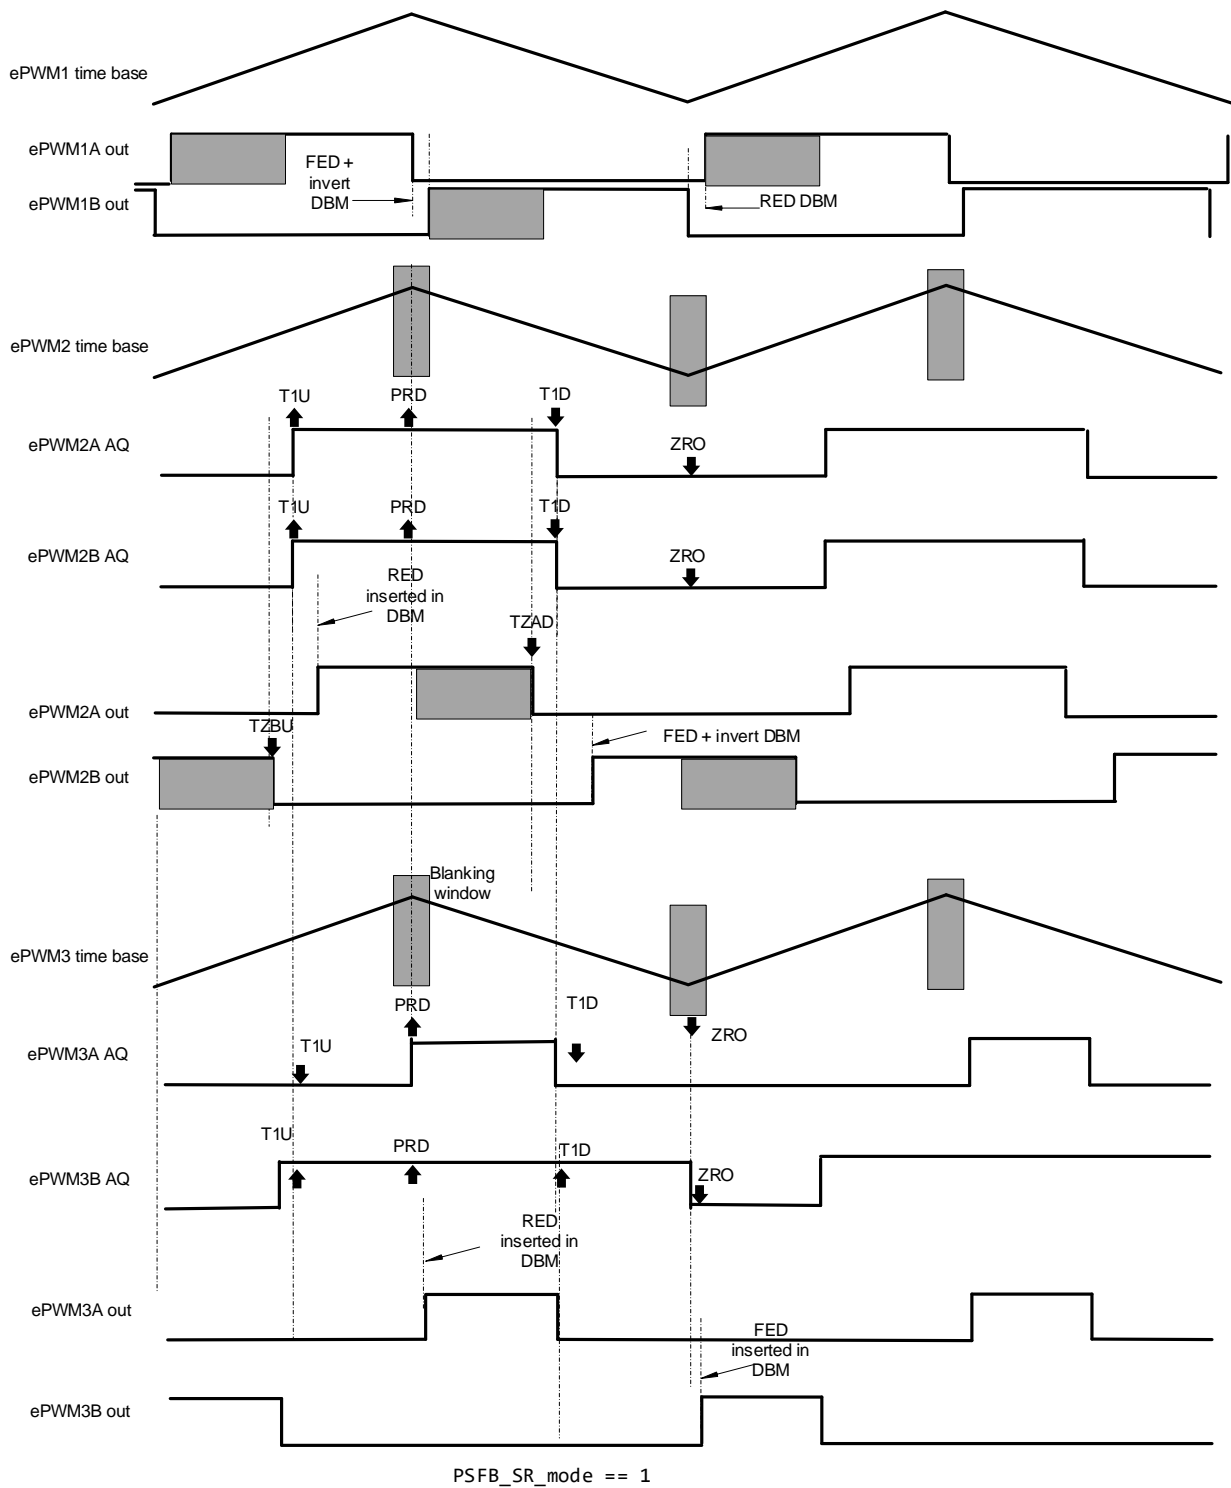 ePWM1 time base
ePWM1A out
FED +
invert
DBM
ePWM1B out
RED DBM
ePWM2 time base
T1U
PRD
T1D
ePWM2A AQ
ZRO
T1U
PRD
T1D
ePWM2B AQ
ZRO
RED
inserted in
DBM
TZAD
ePWM2A out
TZBU
FED + invert DBM
ePWM2B out
Blanking
window
ePWM3 time base
PRD
T1D
ZRO
T1U
ePWM3A AQ
T1U
PRD
T1D
ePWM3B AQ
ZRO
RED
inserted in
DBM
ePWM3A out
FED
inserted in
DBM
ePWM3B out
PSFB_SR_mode == 1